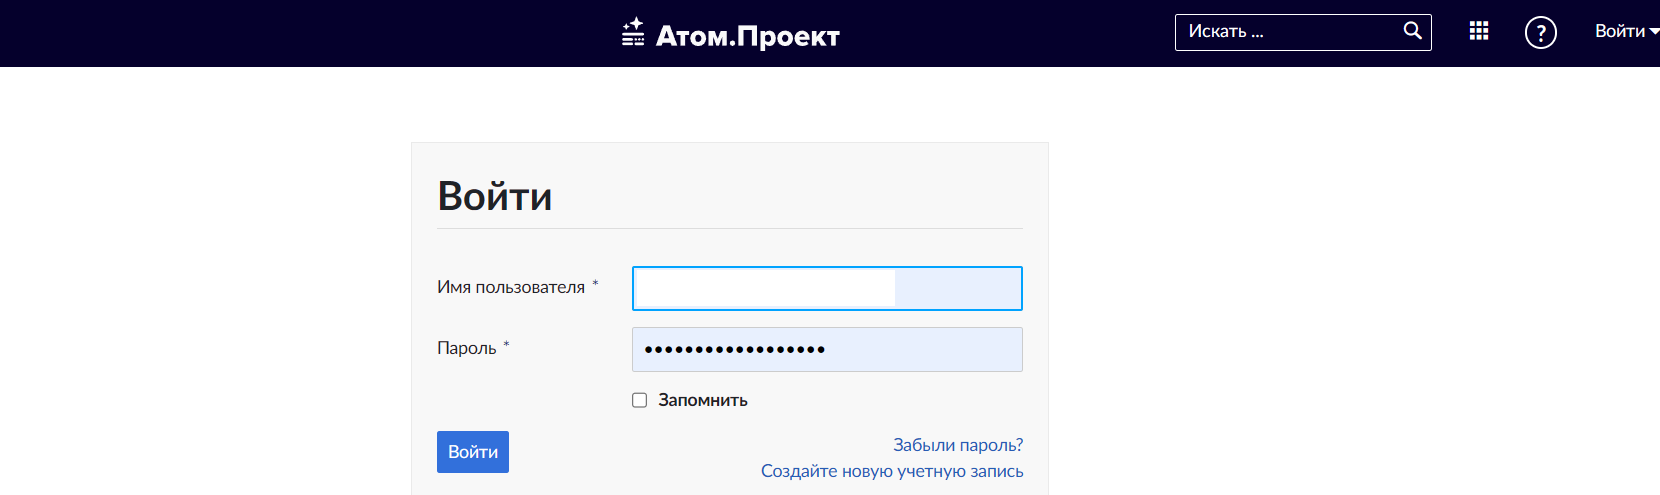 Атом.Проект
Искать ...
?
Войти
Войти
Имя пользователя *
Пароль *
••••••••••••••••••
Запомнить
Войти
Забыли пароль?
Создайте новую учетную запись